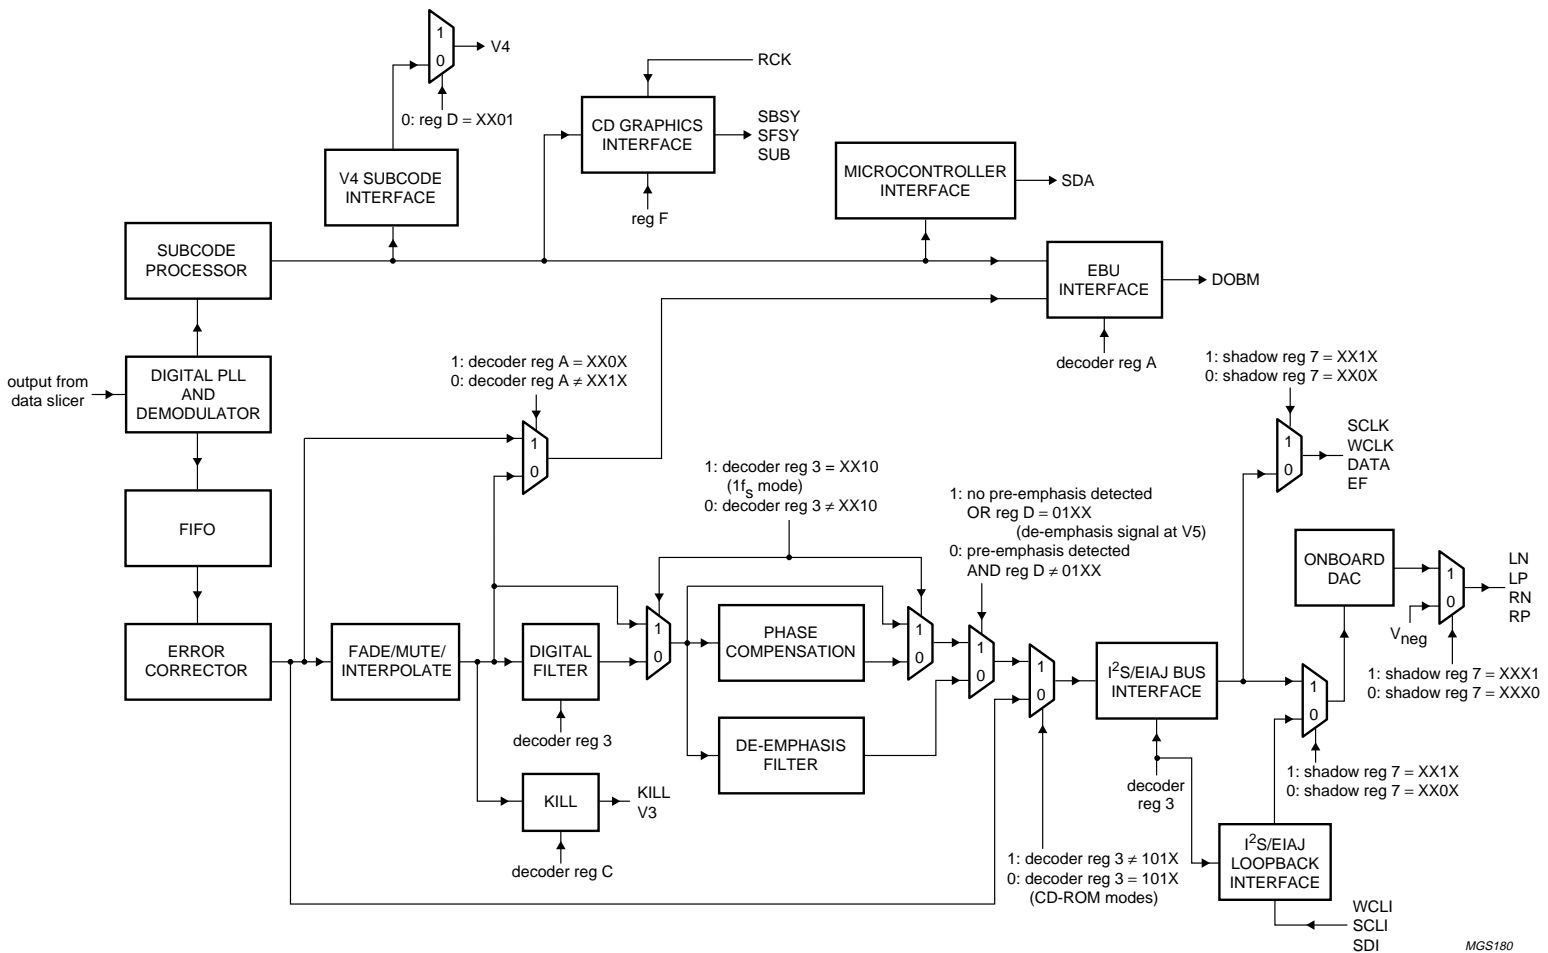 1
0
V4
0: reg D = XX01
V4 SUBCODE
INTERFACE
RCK
CD GRAPHICS
INTERFACE
SBSY
SFSY
SUB
reg F
MICROCONTROLLER
INTERFACE
SDA
SUBCODE
PROCESSOR
EBU
INTERFACE
DOBM
decoder reg A
output from
data slicer
DIGITAL PLL
AND
DEMODULATOR
1: decoder reg A = XX0X
0: decoder reg A ≠ XX1X
1
0
1: shadow reg 7 = XX1X
0: shadow reg 7 = XX0X
1
0
SCLK
WCLK
DATA
EF
FIFO
1: decoder reg 3 = XX10
(1fs mode)
0: decoder reg 3 ≠ XX10
1: no pre-emphasis detected
OR reg D = 01XX
(de-emphasis signal at V5)
0: pre-emphasis detected
AND reg D ≠ 01XX
ONBOARD
DAC
1
0
Vneg
LN
LP
RN
RP
1: shadow reg 7 = XXX1
0: shadow reg 7 = XXX0
ERROR
CORRECTOR
FADE/MUTE/
INTERPOLATE
DIGITAL
FILTER
decoder reg 3
1
0
PHASE
COMPENSATION
1
0
DE-EMPHASIS
FILTER
1
0
1
0
I2S/EIAJ BUS
INTERFACE
decoder
reg 3
1
0
1: shadow reg 7 = XX1X
0: shadow reg 7 = XX0X
KILL
KILL
V3
decoder reg C
1: decoder reg 3 ≠ 101X
0: decoder reg 3 = 101X
(CD-ROM modes)
I2S/EIAJ
LOOPBACK
INTERFACE
WCLI
SCLI
SDI
MGS180